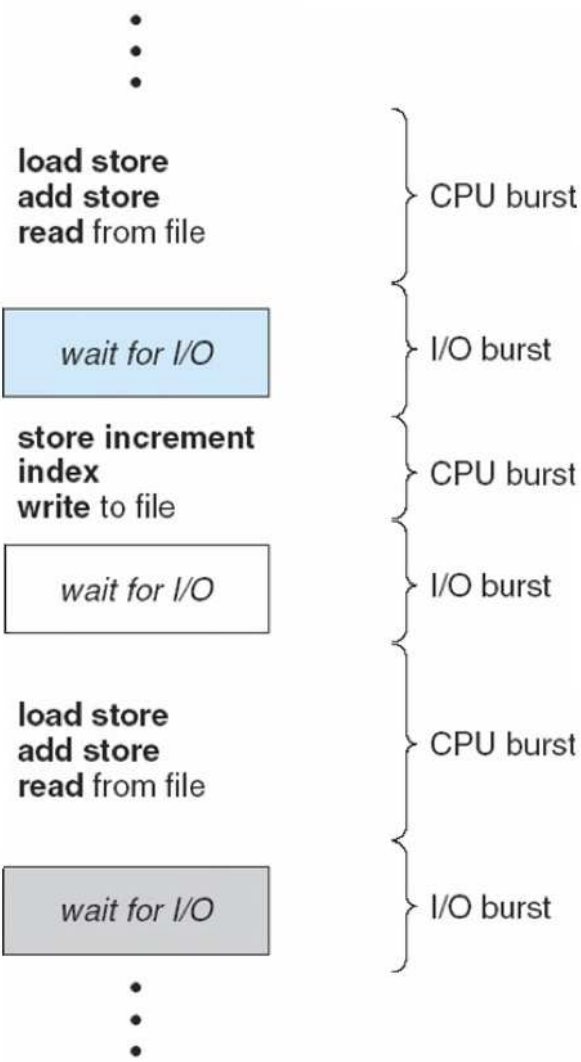 load store
add store
read from file
CPU burst
wait for I/O
I/O burst
store increment
index
write to file
CPU burst
wait for I/O
I/O burst
load store
add store
read from file
CPU burst
wait for I/O
I/O burst